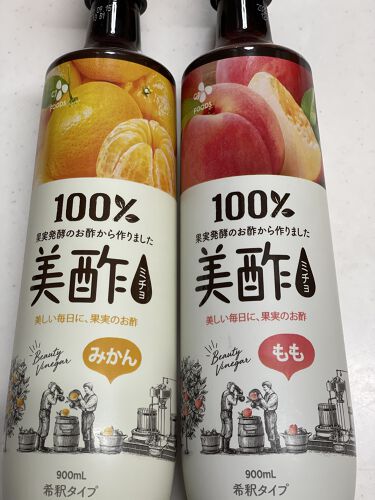 CJ
FOODS
100%
果実発酵のお酢から作りました
美酢
ミチョ
美しい毎日に、果実のお酢
Beauty
Vinegar
みかん
900mL
希釈タイプ
CJ
FOODS
100%
果実発酵のお酢から作りました
美酢
ミチョ
美しい毎日に、果実のお酢
Beauty
Vinegar
もも
900mL
希釈タイプ